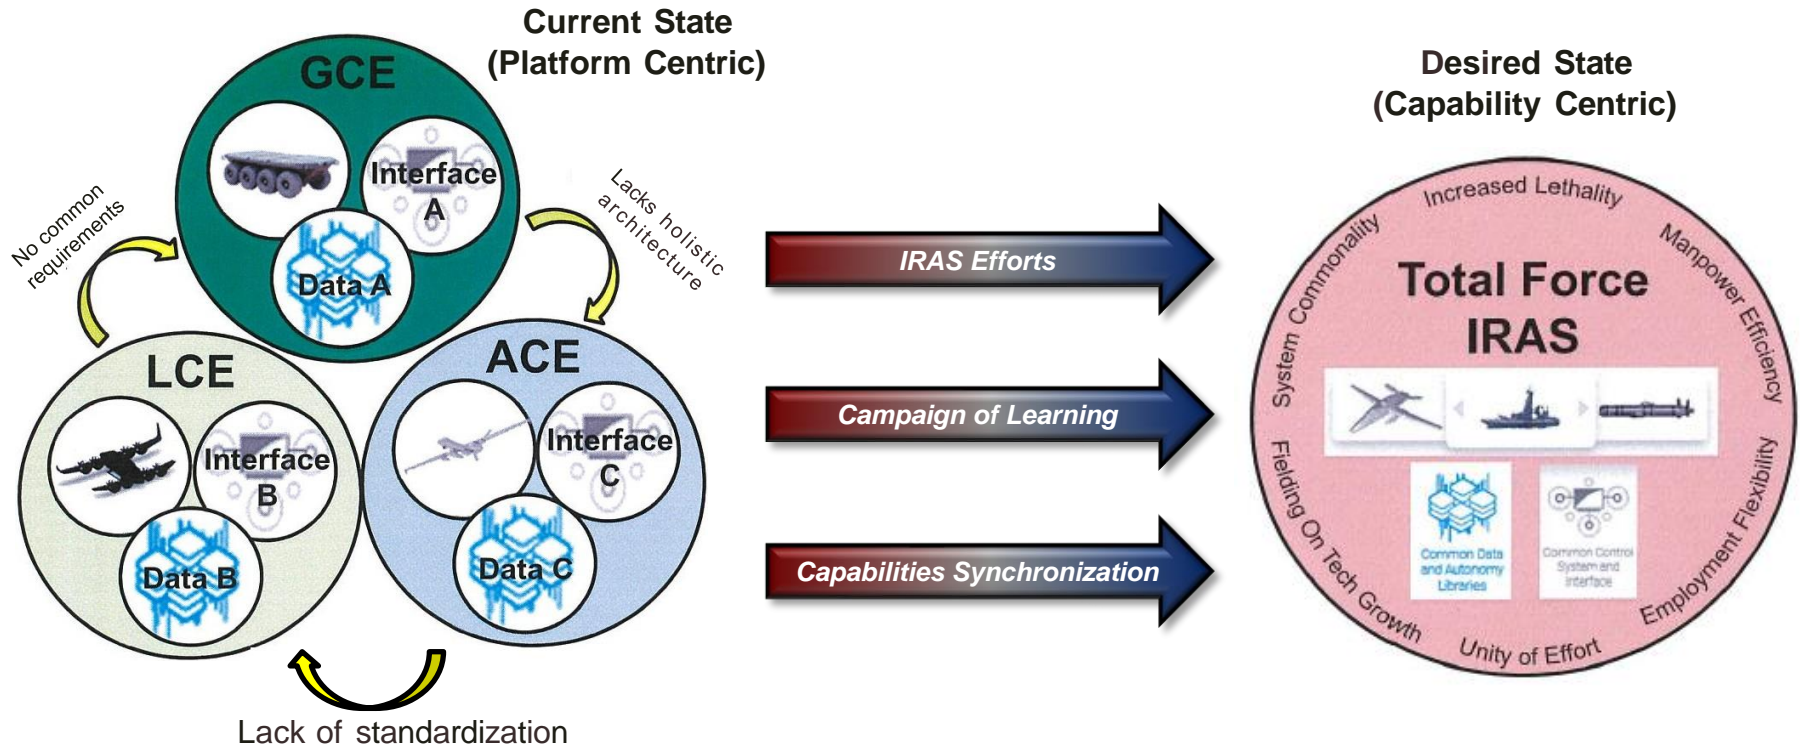 Current State
(Platform Centric)
GCE
Interface
A
Data A
No common
requirements
Lacks holistic
architecture
LCE
Interface
B
Data B
ACE
Interface
C
Data C
Lack of standardization
IRAS Efforts
Campaign of Learning
Capabilities Synchronization
Desired State
(Capability Centric)
Increased Lethality
System Commonality
Manpower Efficiency
Total Force
IRAS
Common Data
and Autonomy
Libraries
Common Control
System and
Interface
Fielding On Tech Growth
Unity of Effort
Employment Flexibility